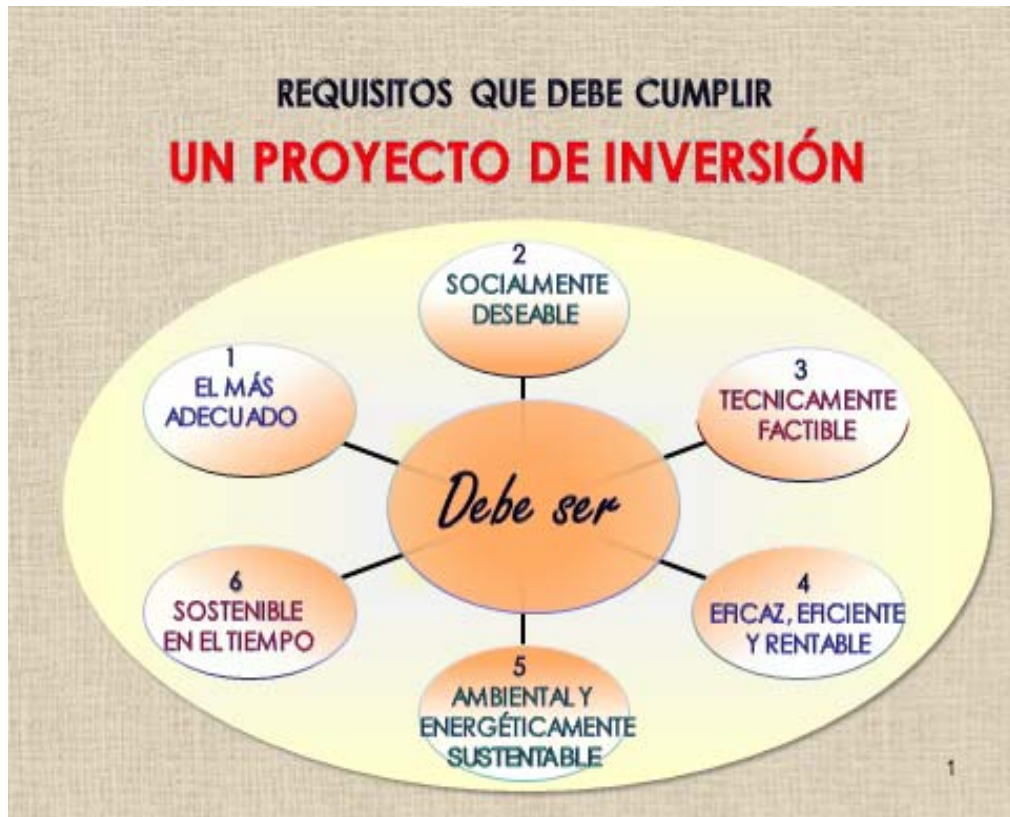 REQUISITOS QUE DEBE CUMPLIR
UN PROYECTO DE INVERSIÓN
1
EL MÁS
ADECUADO
2
SOCIALMENTE
DESEABLE
3
TECNICAMENTE
FACTIBLE
Debe ser
4
EFICAZ, EFICIENTE
Y RENTABLE
5
AMBIENTAL Y
ENERGÉTICAMENTE
SUSTENTABLE
6
SOSTENIBLE
EN EL TIEMPO
1